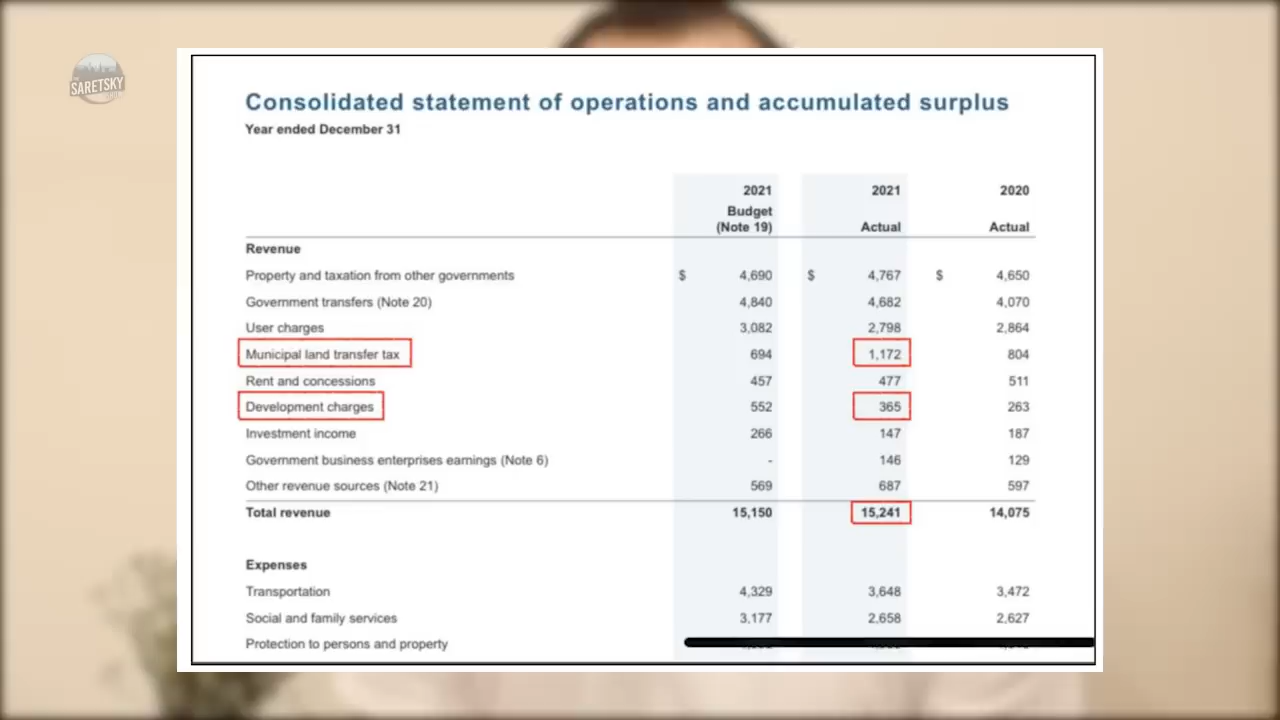 THE
SARETSKY
Consolidated statement of operations and accumulated surplus
Year ended December 31
2021 2021 2020
Budget
(Note 19) Actual Actual
Revenue
Property and taxation from other governments $ 4,690 $ 4,767 $ 4,650
Government transfers (Note 20) 4,840 4,682 4,070
User charges 3,082 2,798 2,864
Municipal land transfer tax 694 1,172 804
Rent and concessions 457 477 511
Development charges 552 365 263
Investment income 266 147 187
Government business enterprises earnings (Note 6) - 146 129
Other revenue sources (Note 21) 569 687 597
Total revenue 15,150 15,241 14,075
Expenses
Transportation 4,329 3,648 3,472
Social and family services 3,177 2,658 2,627
Protection to persons and property